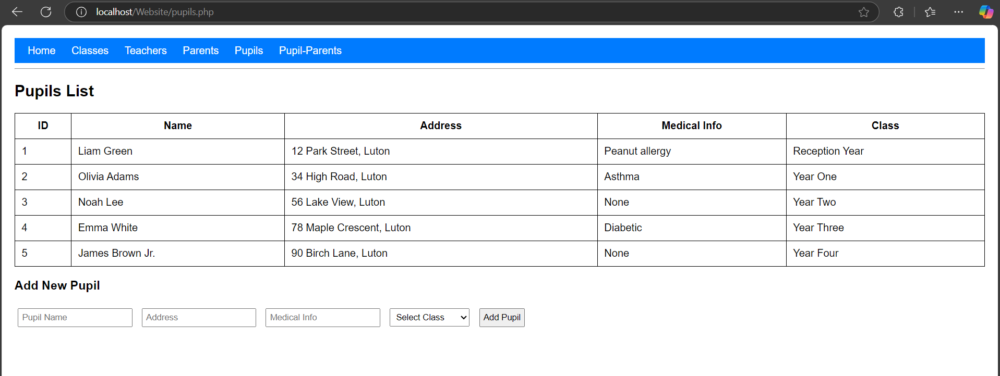 localhost/Website/pupils.php
Home Classes Teachers Parents Pupils Pupil-Parents
Pupils List
ID Name Address Medical Info Class
1 Liam Green 12 Park Street, Luton Peanut allergy Reception Year
2 Olivia Adams 34 High Road, Luton Asthma Year One
3 Noah Lee 56 Lake View, Luton None Year Two
4 Emma White 78 Maple Crescent, Luton Diabetic Year Three
5 James Brown Jr. 90 Birch Lane, Luton None Year Four
Add New Pupil
Pupil Name Address Medical Info Select Class Add Pupil